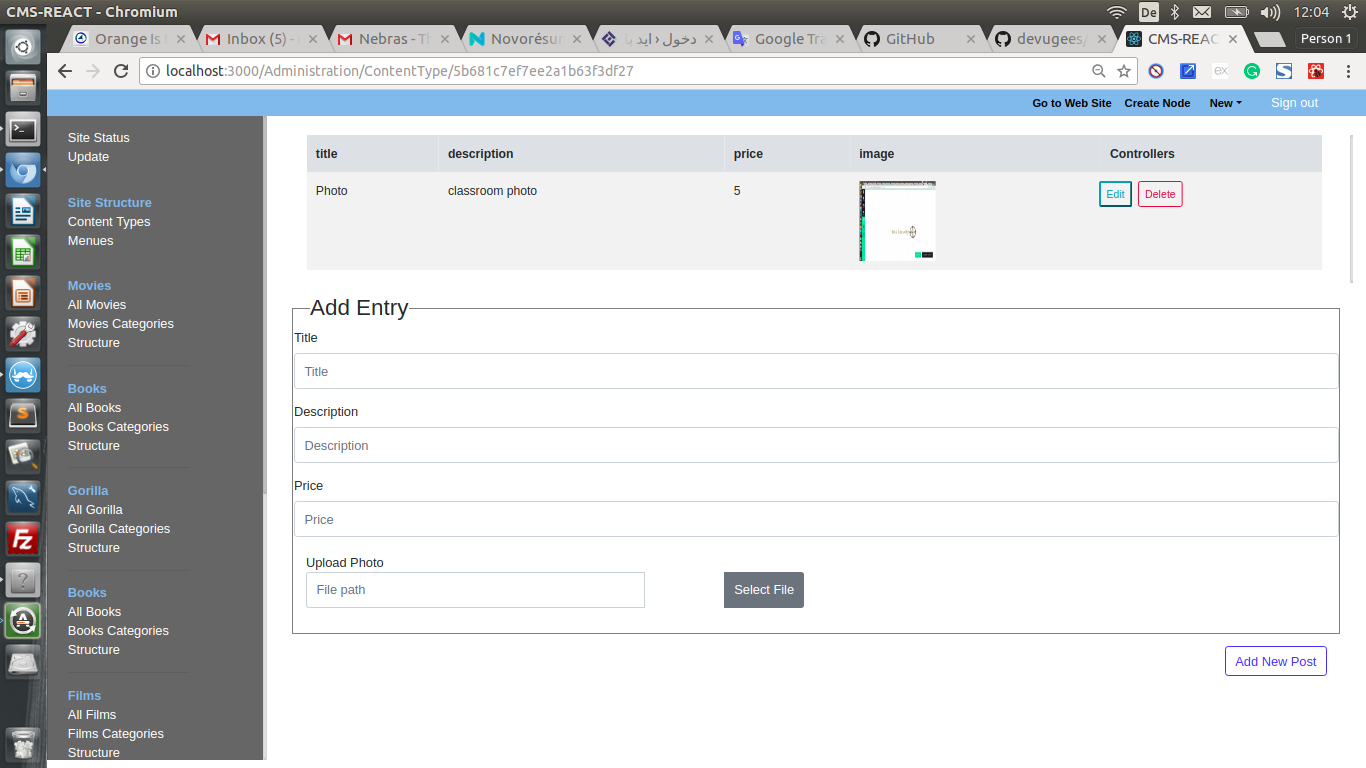 CMS-REACT - Chromium
De
12:04
Orange Is
Inbox (5) -
Nebras - Th
Novorésu
دخول ‹ ايد با
Google Tra
GitHub
devugees/
CMS-REAC
Person 1
localhost:3000/Administration/ContentType/5b681c7ef7ee2a1b63f3df27
Go to Web Site
Create Node
New
Sign out
Site Status
Update
Site Structure
Content Types
Menues
Movies
All Movies
Movies Categories
Structure
Books
All Books
Books Categories
Structure
Gorilla
All Gorilla
Gorilla Categories
Structure
Books
All Books
Books Categories
Structure
Films
All Films
Films Categories
Structure
title description price image Controllers
Photo classroom photo 5 Edit Delete
Add Entry
Title
Title
Description
Description
Price
Price
Upload Photo
File path
Select File
Add New Post